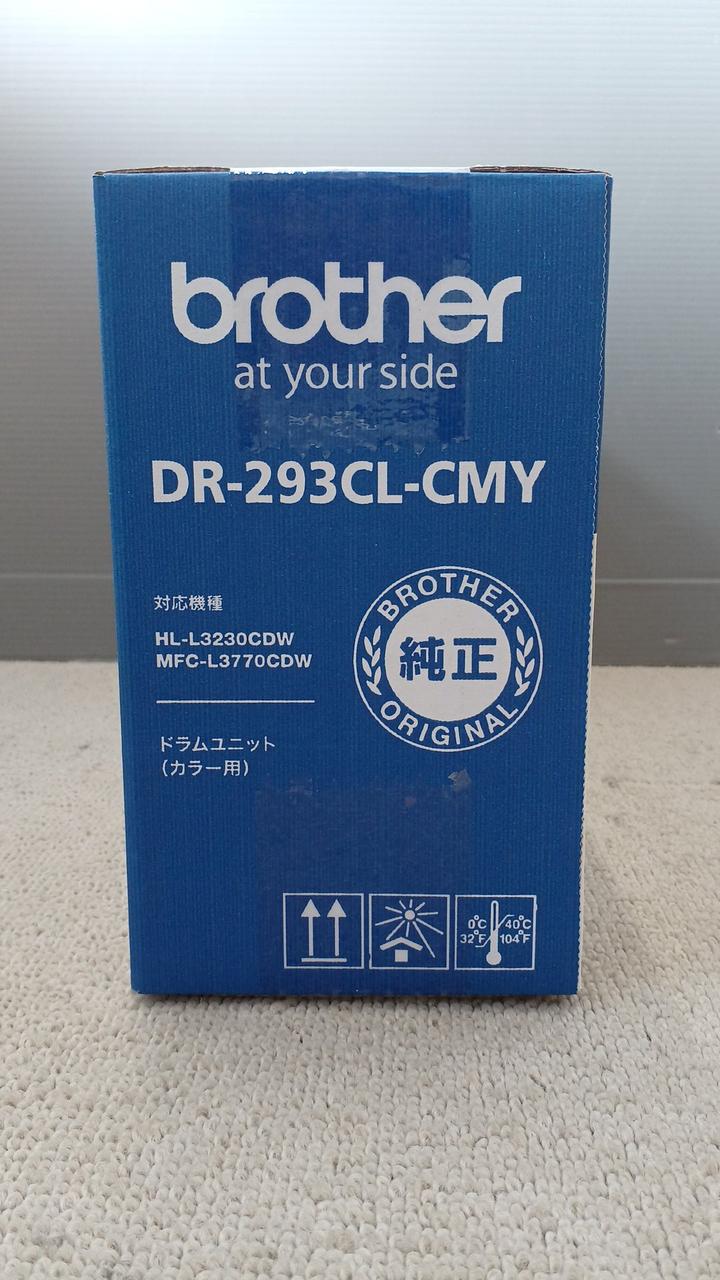 brother
at your side
DR-293CL-CMY
対応機種
HL-L3230CDW
MFC-L3770CDW
BROTHER
純正
ORIGINAL
ドラムユニット
(カラー用)
0°C 40°C
32°F 104°F